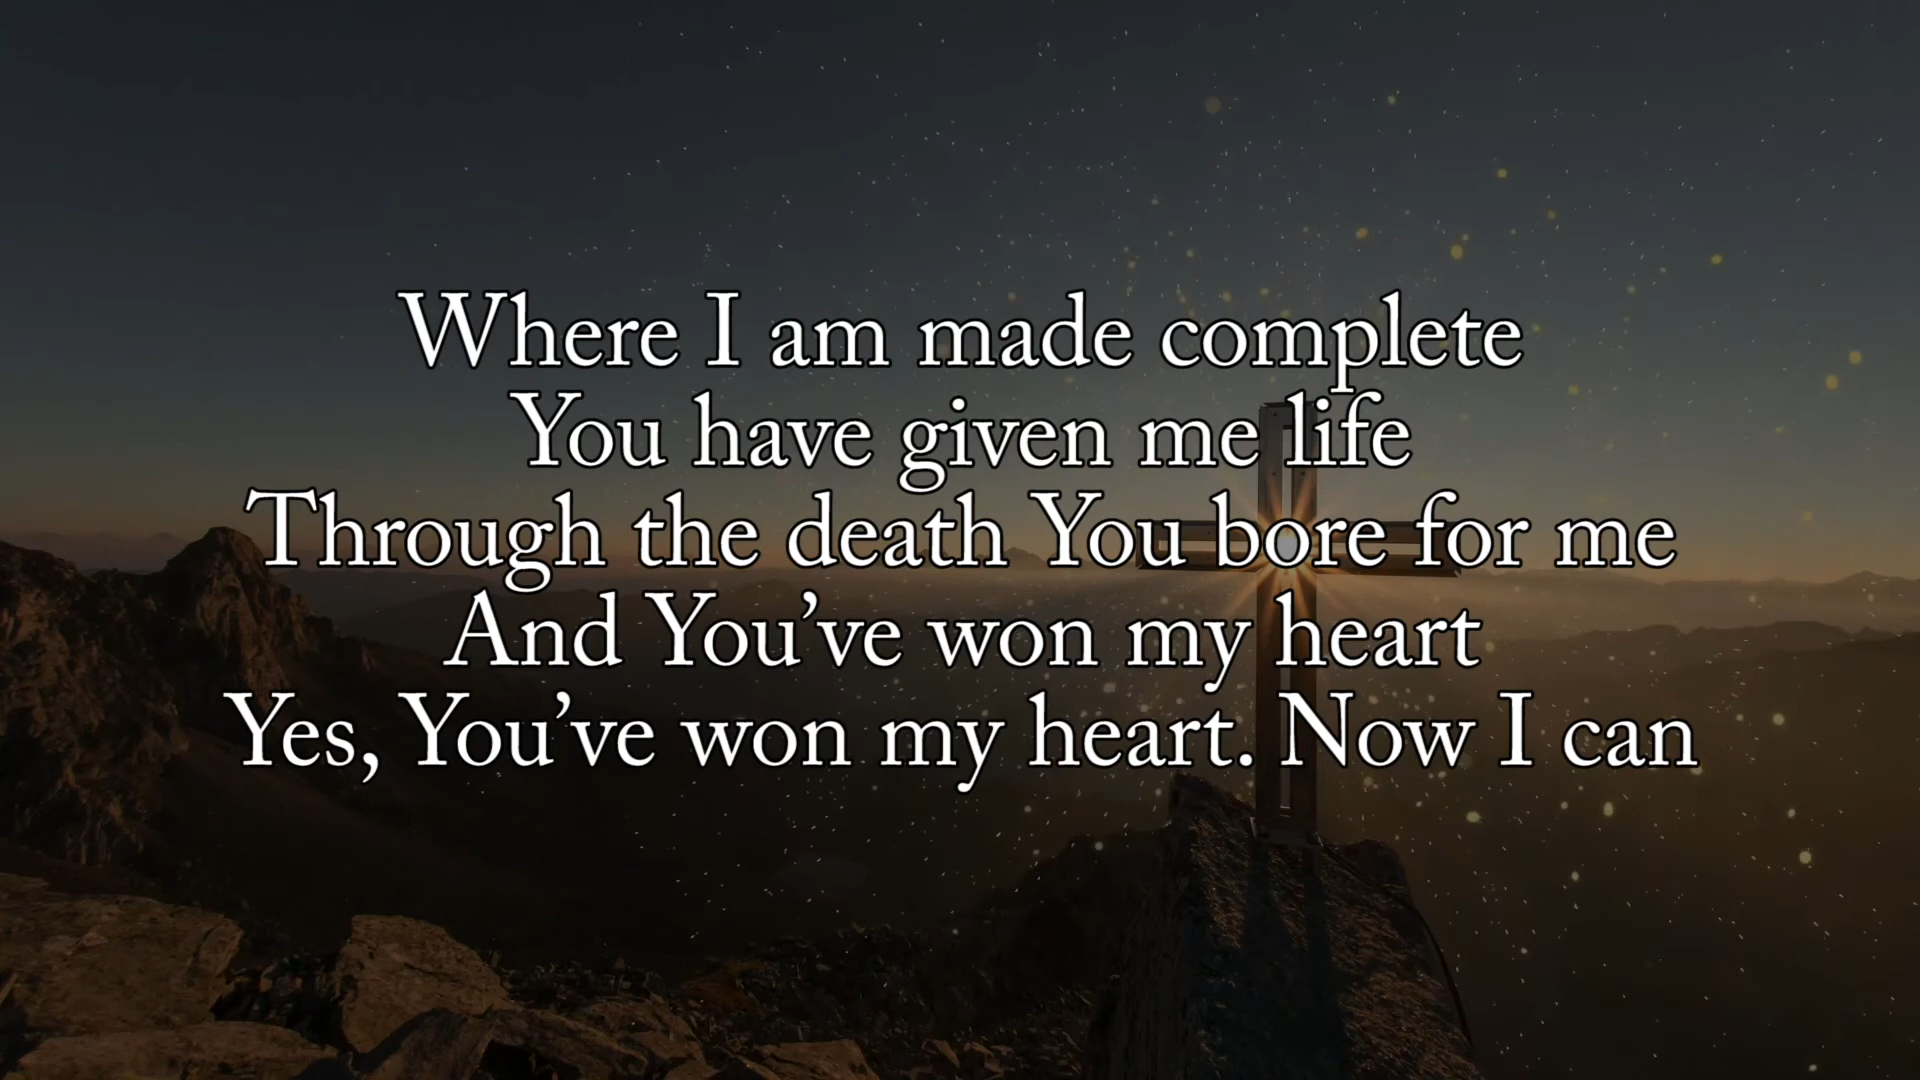 Where I am made complete
You have given me life
Through the death You bore for me
And You’ve won my heart
Yes, You’ve won my heart. Now I can